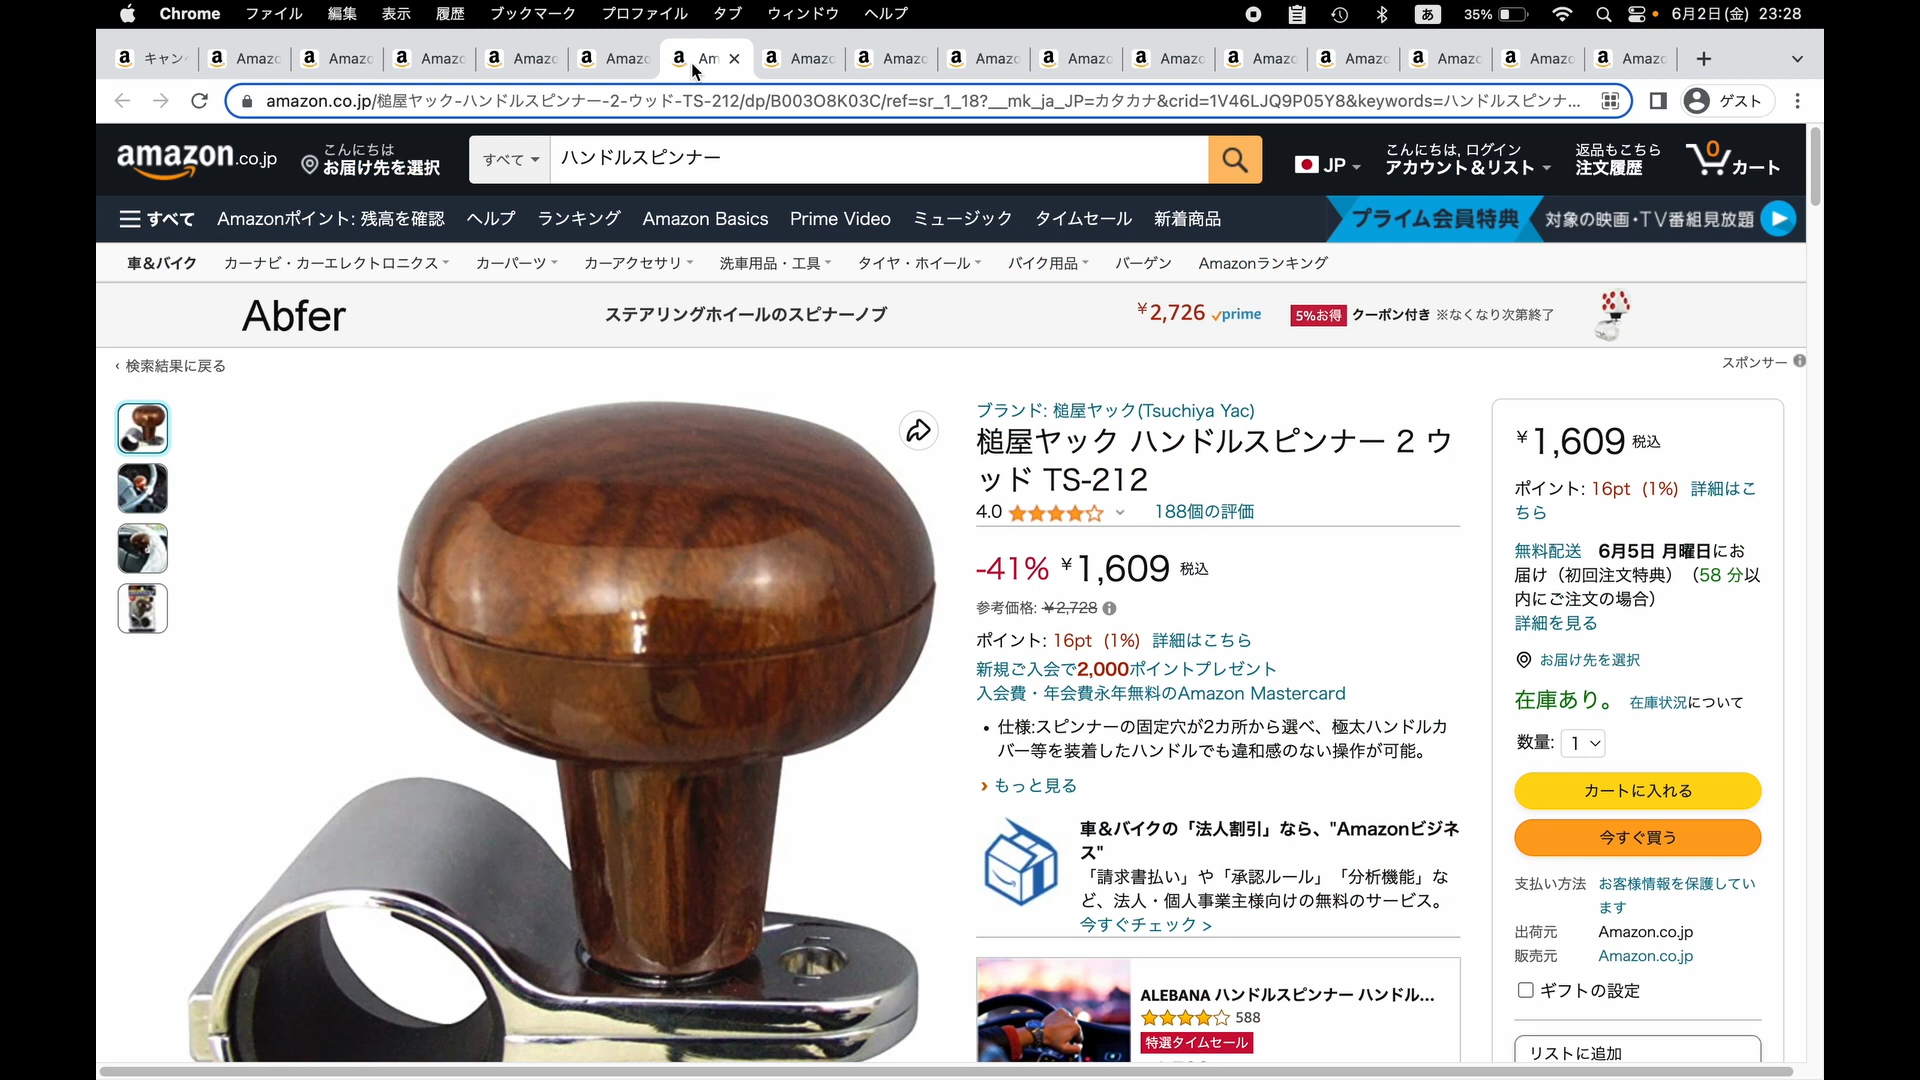 Chrome ファイル 編集 表示 履歴 ブックマーク プロファイル タブ ウィンドウ ヘルプ あ 35% 6月2日(金) 23:28
キャン Amazo Amazo Amazo Amazo Amazo Am Amazo Amazo Amazo Amazo Amazo Amazo Amazo Amazo Amazo Amazo
amazon.co.jp/槌屋ヤック-ハンドルスピンナー-2-ウッド-TS-212/dp/B003O8K03C/ref=sr_1_18?__mk_ja_JP=カタカナ&crid=1V46LJQ9P05Y8&keywords=ハンドルスピンナ... ゲスト
amazon.co.jp こんにちは お届け先を選択 すべて ハンドルスピンナー JP こんにちは, ログイン アカウント＆リスト 返品もこちら 注文履歴 0 カート
すべて Amazonポイント: 残高を確認 ヘルプ ランキング Amazon Basics Prime Video ミュージック タイムセール 新着商品 プライム会員特典 対象の映画・TV番組見放題
車＆バイク カーナビ・カーエレクトロニクス カーパーツ カーアクセサリ 洗車用品・工具 タイヤ・ホイール バイク用品 バーゲン Amazonランキング
Abfer ステアリングホイールのスピナーノブ ¥2,726 prime 5%お得 クーポン付き ※なくなり次第終了
‹ 検索結果に戻る
スポンサー
ブランド: 槌屋ヤック(Tsuchiya Yac)
槌屋ヤック ハンドルスピンナー 2 ウ
ッド TS-212
4.0 188個の評価
-41% ¥1,609 税込
参考価格: ¥2,728
ポイント: 16pt (1%) 詳細はこちら
新規ご入会で2,000ポイントプレゼント
入会費・年会費永年無料のAmazon Mastercard
• 仕様:スピンナーの固定穴が2カ所から選べ、極太ハンドルカ
バー等を装着したハンドルでも違和感のない操作が可能。
› もっと見る
車＆バイクの「法人割引」なら、"Amazonビジネ
ス"
「請求書払い」や「承認ルール」「分析機能」な
ど、法人・個人事業主様向けの無料のサービス。
今すぐチェック >
ALEBANA ハンドルスピンナー ハンドル...
588
特選タイムセール
¥1,609 税込
ポイント: 16pt (1%) 詳細はこ
ちら
無料配送 6月5日 月曜日にお
届け（初回注文特典）（58 分以
内にご注文の場合）
詳細を見る
お届け先を選択
在庫あり。 在庫状況について
数量: 1
カートに入れる
今すぐ買う
支払い方法 お客様情報を保護してい
ます
出荷元 Amazon.co.jp
販売元 Amazon.co.jp
ギフトの設定
リストに追加